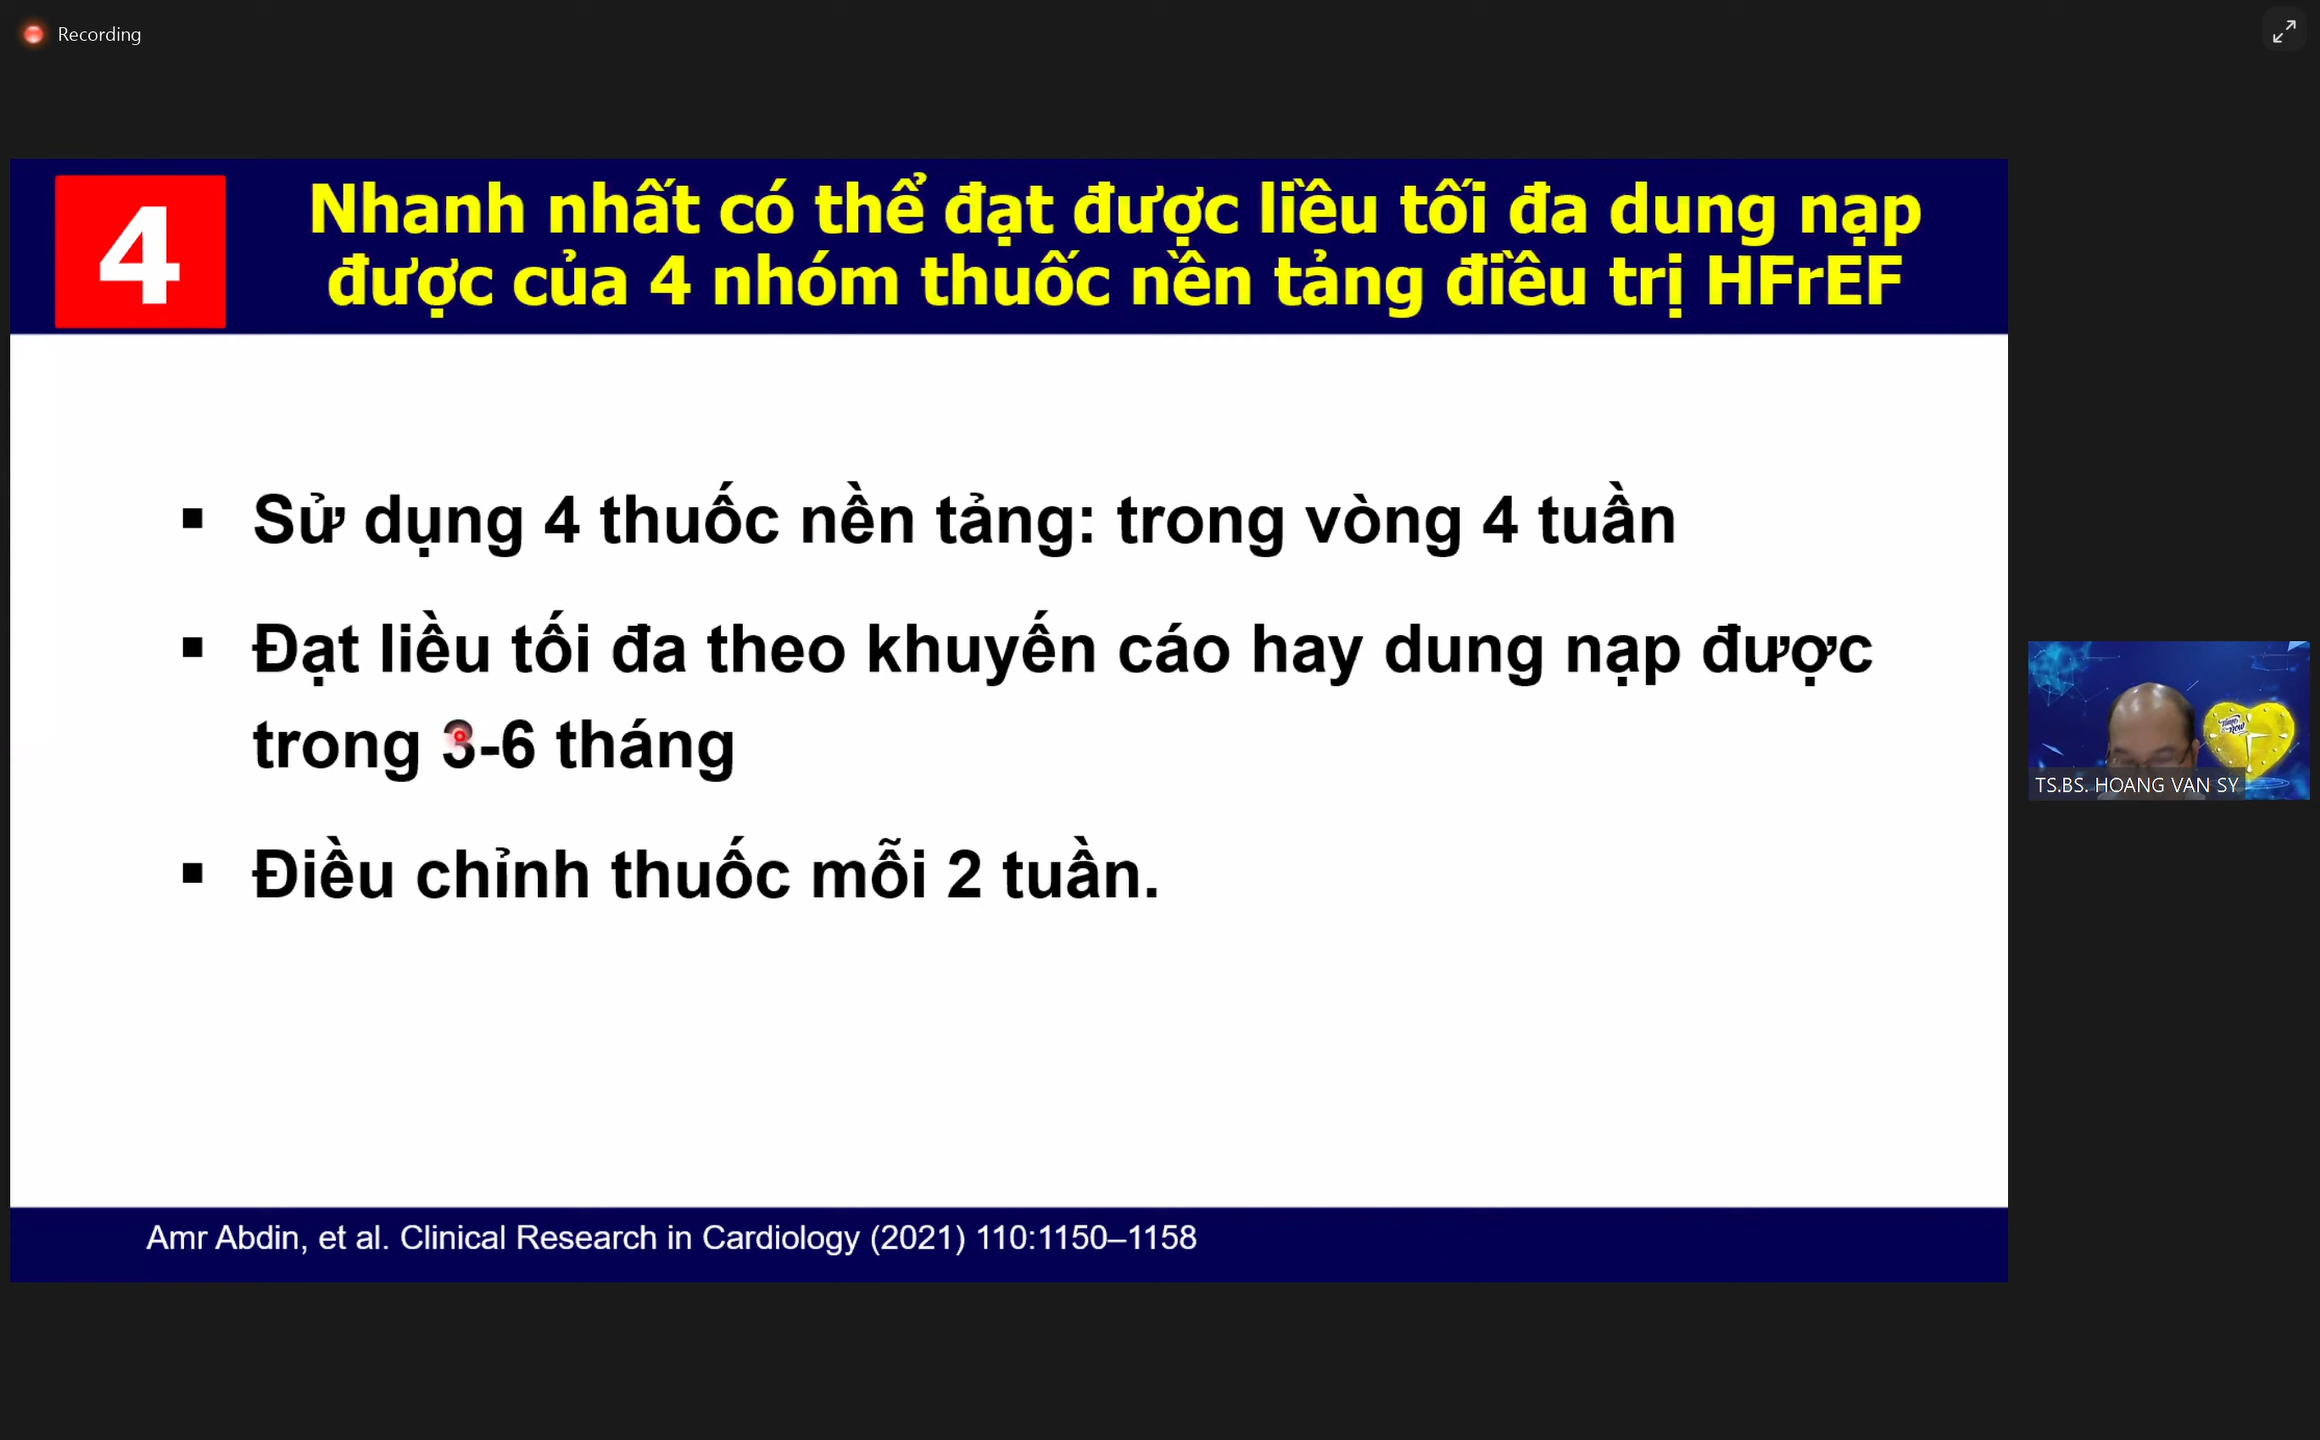 Recording
4
Nhanh nhất có thể đạt được liều tối đa dung nạp
được của 4 nhóm thuốc nền tảng điều trị HFrEF
▪ Sử dụng 4 thuốc nền tảng: trong vòng 4 tuần
▪ Đạt liều tối đa theo khuyến cáo hay dung nạp được
trong 3-6 tháng
▪ Điều chỉnh thuốc mỗi 2 tuần.
TS.BS. HOANG VAN SY
Amr Abdin, et al. Clinical Research in Cardiology (2021) 110:1150–1158